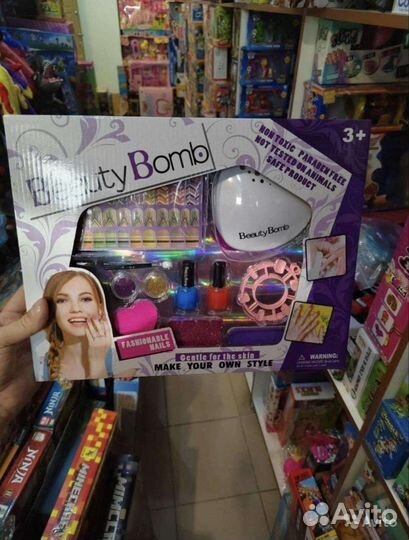 Beauty Bomb
3+
NON TOXIC PARABEN FREE
NOT TESTED ON ANIMALS
SAFE PRODUCT
Beauty Bomb
FASHIONABLE
NAILS
Gentle for the skin
MAKE YOUR OWN STYLE
WARNING:
NINJA
MINECRAFT
Avito